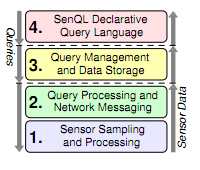 Queries
4. SenQL Declarative
Query Language
3. Query Management
and Data Storage
2. Query Processing and
Network Messaging
1. Sensor Sampling
and Processing
Sensor Data